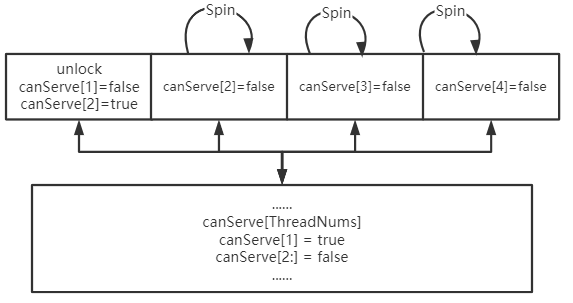 Spin
Spin
Spin
unlock
canServe[1]=false
canServe[2]=true
canServe[2]=false
canServe[3]=false
canServe[4]=false
......
canServe[ThreadNums]
canServe[1] = true
canServe[2:] = false
......